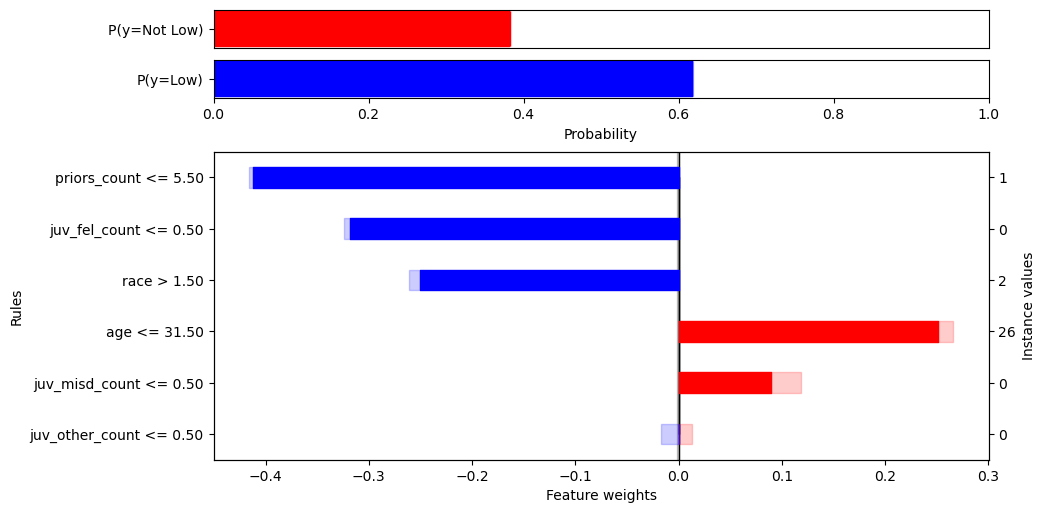 P(y=Not Low)
P(y=Low)
0.0 0.2 0.4 0.6 0.8 1.0
Probability
Rules
priors_count <= 5.50 1
juv_fel_count <= 0.50 0
race > 1.50 2
age <= 31.50 26
juv_misd_count <= 0.50 0
juv_other_count <= 0.50 0
Instance values
−0.4 −0.3 −0.2 −0.1 0.0 0.1 0.2 0.3
Feature weights